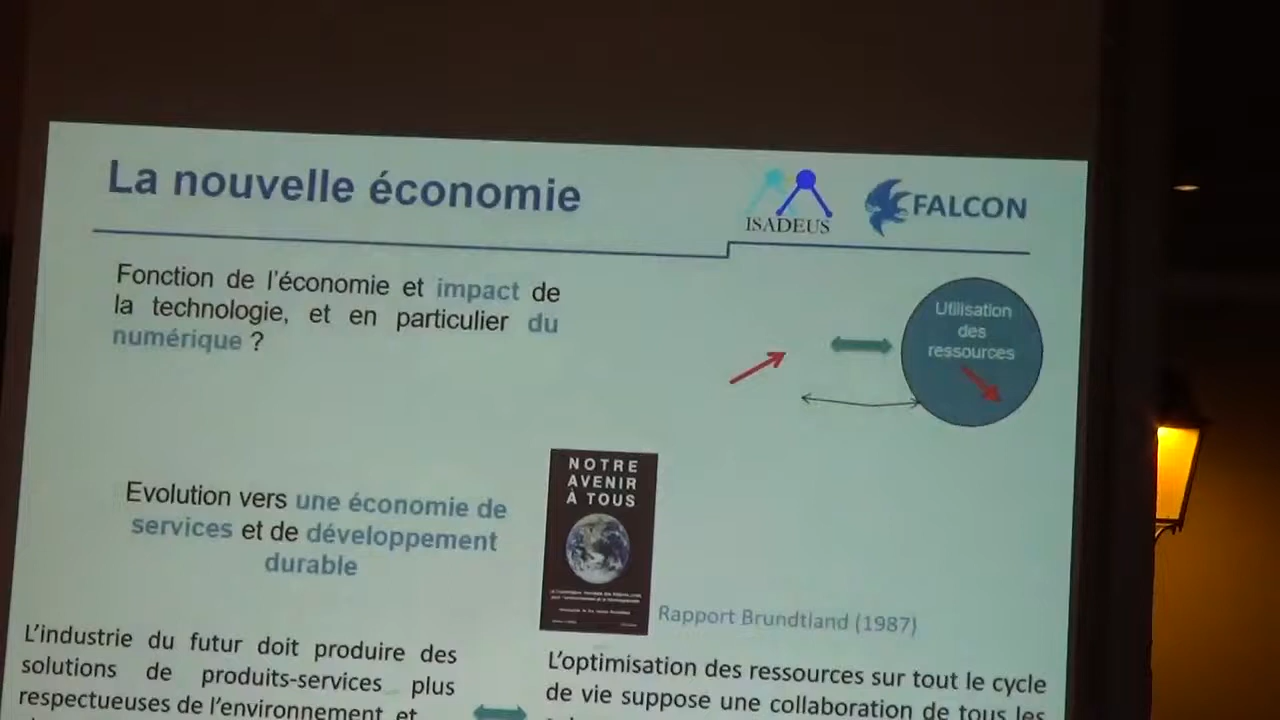 La nouvelle économie
ISADEUS
FALCON
Fonction de l'économie et impact de
la technologie, et en particulier du
numérique ?
Utilisation
des
ressources
Evolution vers une économie de
services et de développement
durable
NOTRE
AVENIR
À TOUS
Rapport Brundtland (1987)
L'industrie du futur doit produire des
solutions de produits-services plus
respectueuses de l'environnement et
L'optimisation des ressources sur tout le cycle
de vie suppose une collaboration de tous les